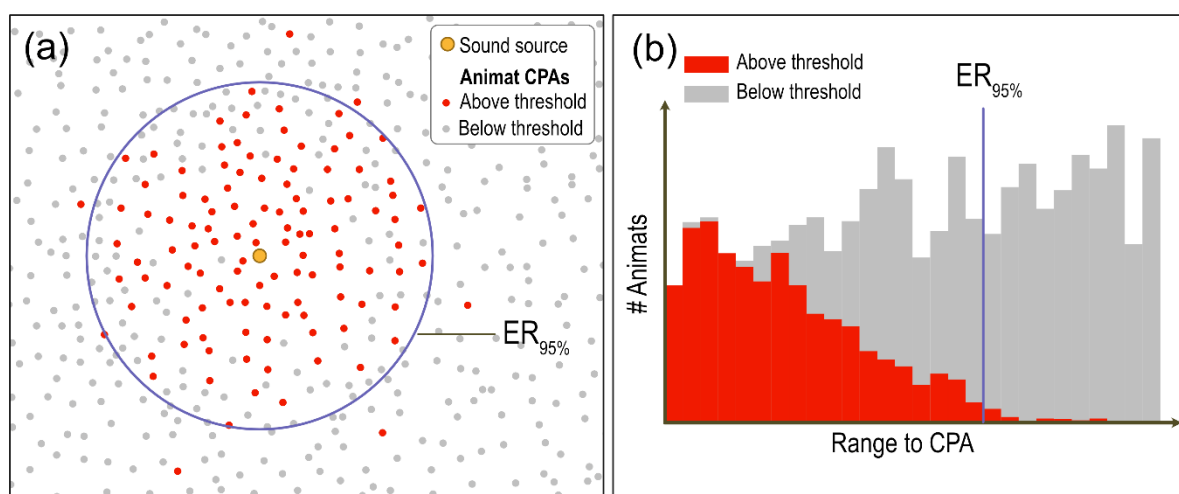 (a)
Sound source
Animat CPAs
Above threshold
Below threshold
ER95%
(b)
Above threshold
Below threshold
ER95%
# Animats
Range to CPA